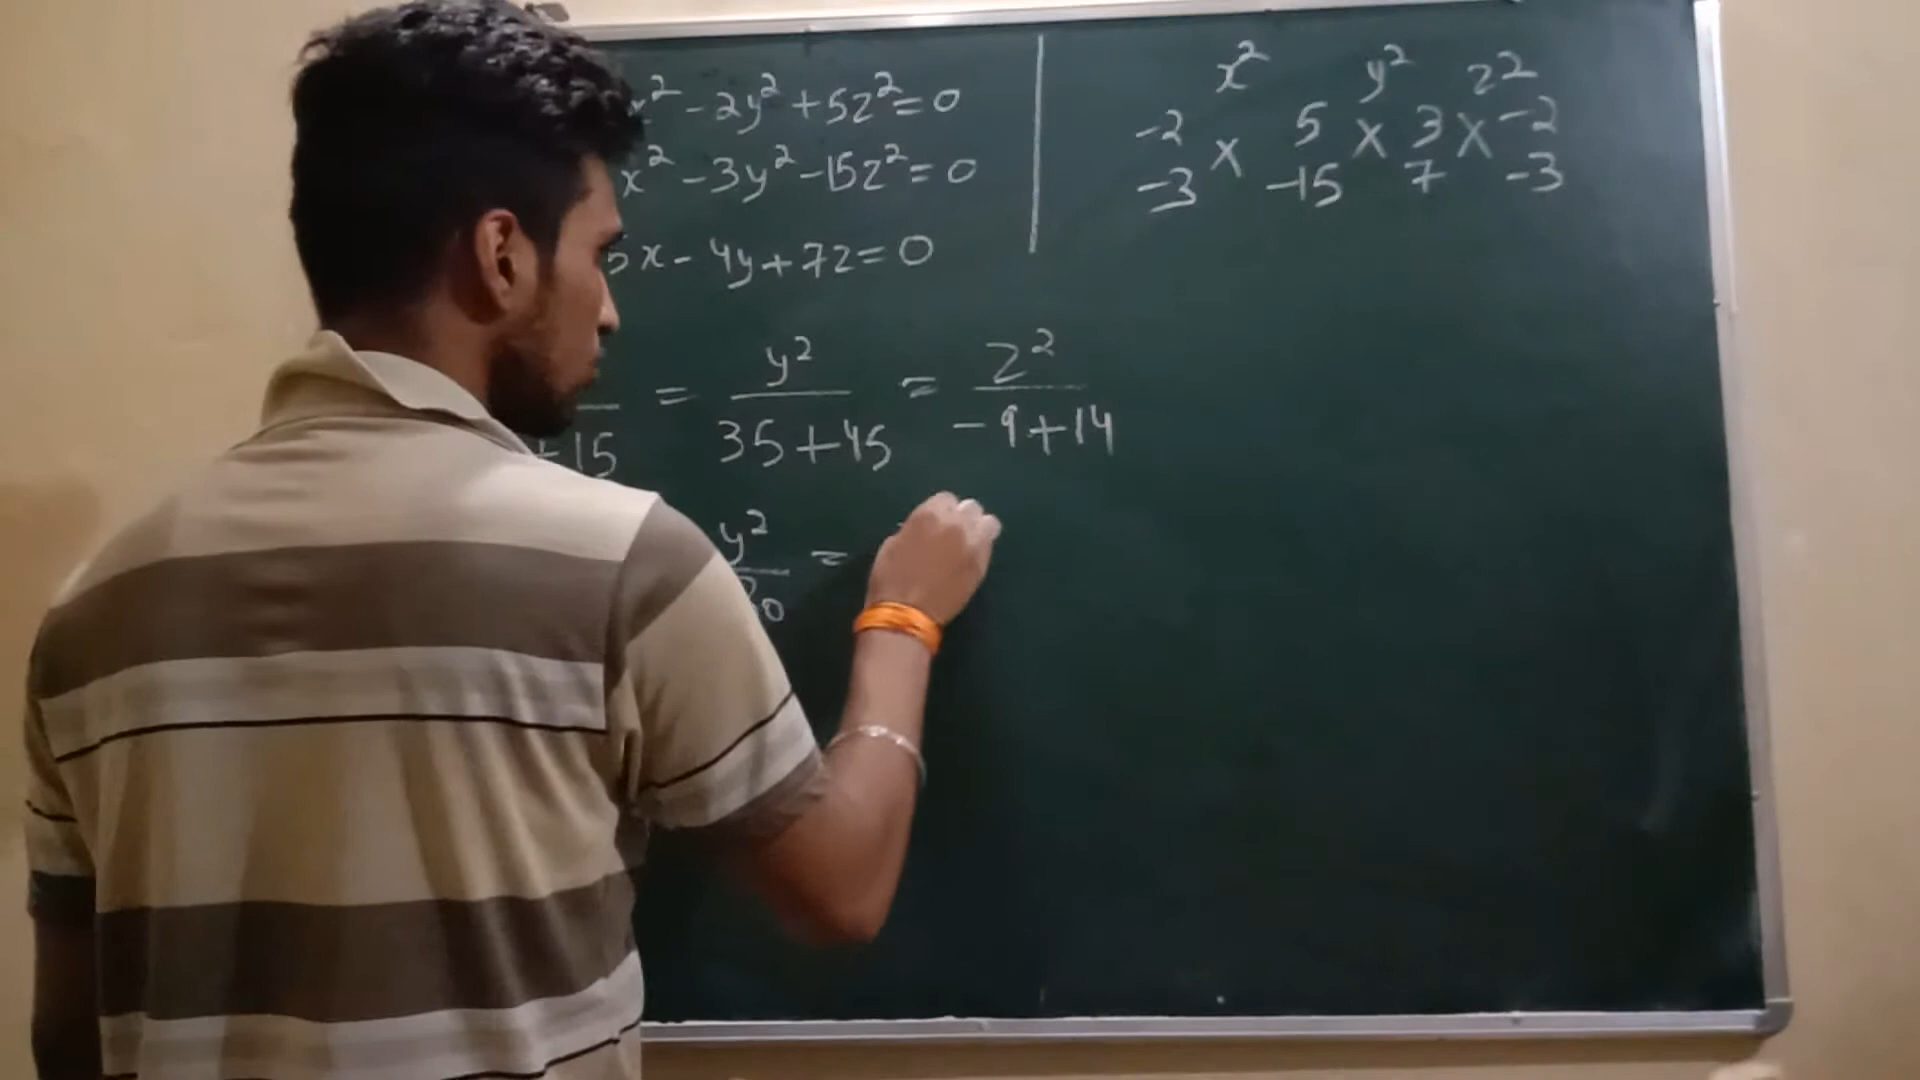 x² - 2y² + 5z² = 0
x² - 3y² - 15z² = 0
5x - 4y + 7z = 0
x² y² z²
-2 × 5 × 3 × -2
-3 -15 7 -3
= y²/(35+45) = z²/(-9+14)
+15
y²/80 =